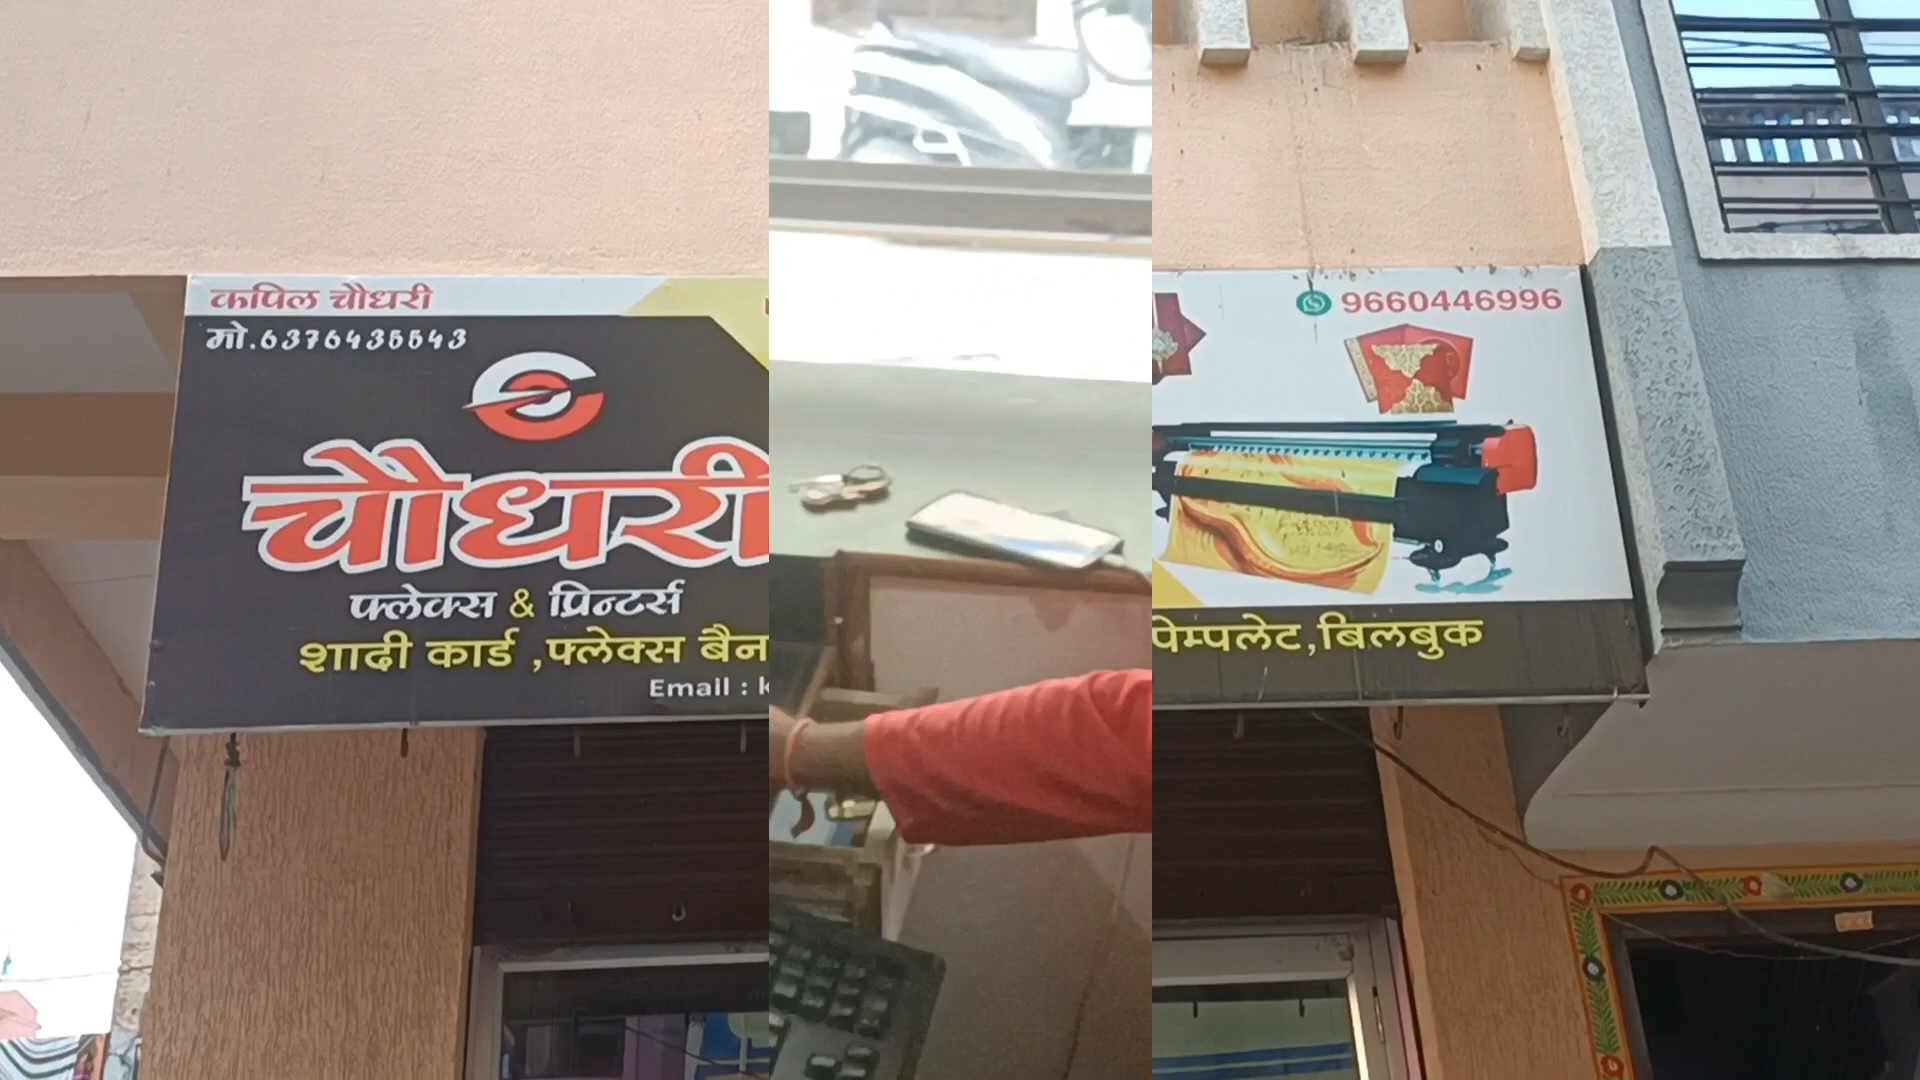 कपिल चौधरी
मो.6376435543
9660446996
चौधरी
फ्लेक्स & प्रिन्टर्स
शादी कार्ड ,फ्लेक्स बैन
पेम्पलेट,बिलबुक
Email : k